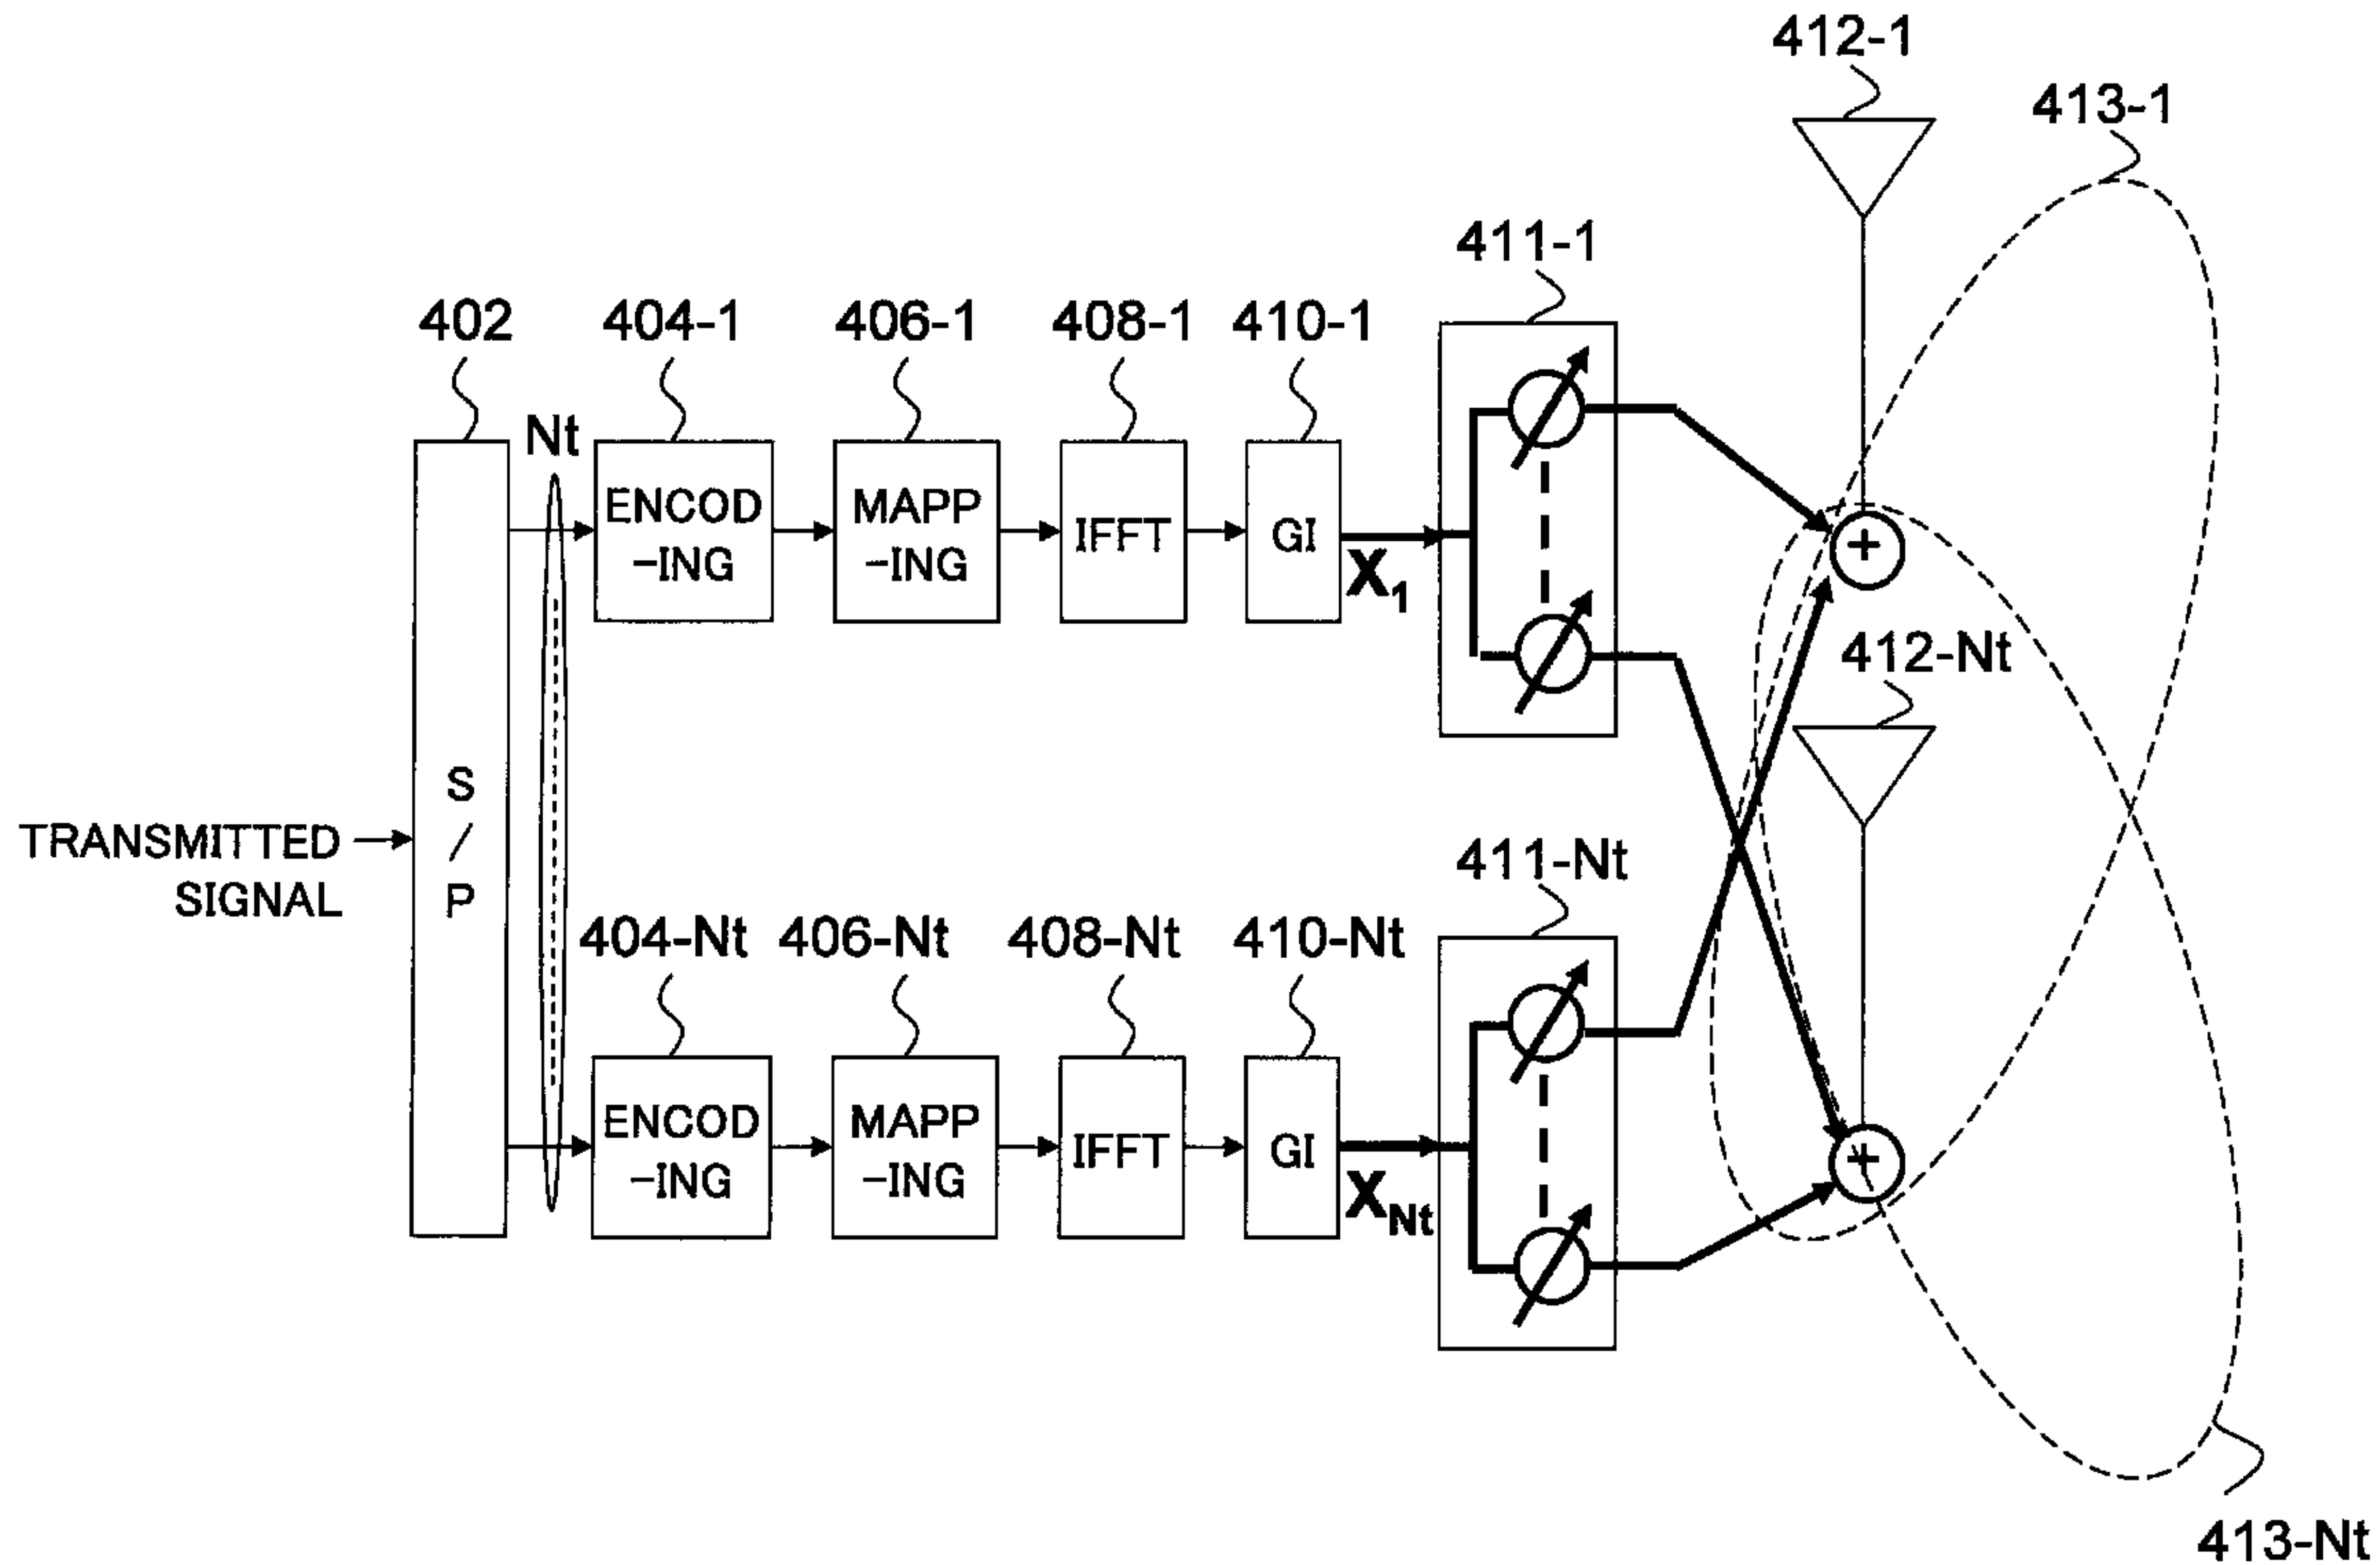 412-1
413-1
411-1
402
404-1
406-1
408-1
410-1
Nt
ENCOD
-ING
MAPP
-ING
IFFT
GI
X1
+
412-Nt
S
/
P
TRANSMITTED
SIGNAL
411-Nt
404-Nt
406-Nt
408-Nt
410-Nt
ENCOD
-ING
MAPP
-ING
IFFT
GI
XNt
+
413-Nt